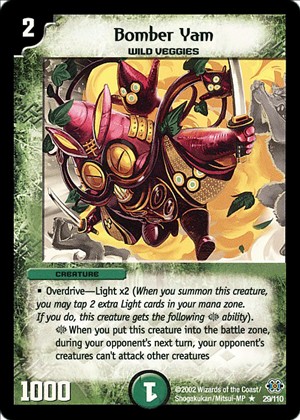 2
Bomber Yam
WILD VEGGIES
CREATURE
Overdrive—Light x2 (When you summon this creature,
you may tap 2 extra Light cards in your mana zone.
If you do, this creature gets the following ability).
When you put this creature into the battle zone,
during your opponent's next turn, your opponent's
creatures can't attack other creatures
1000
1
©2002 Wizards of the Coast/
Shogakukan/Mitsui-MP ★ 29/110